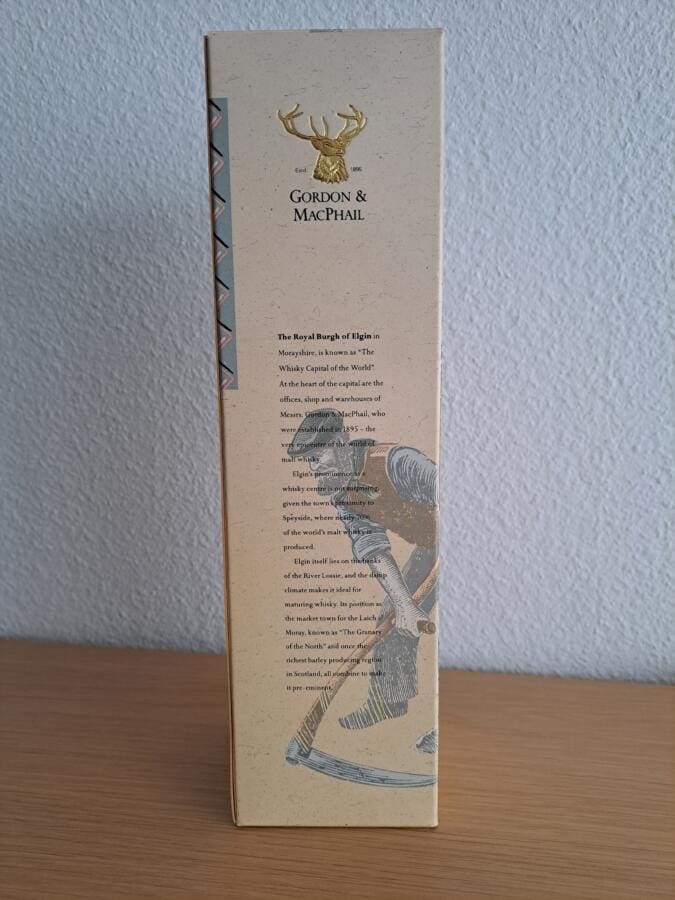 Estd. 1895
GORDON &
MACPHAIL
The Royal Burgh of Elgin in
Morayshire, is known as "The
Whisky Capital of the World".
At the heart of the capital are the
offices, shop and warehouses of
Messrs. Gordon & MacPhail, who
were established in 1895 – the
very epicentre of the world of
malt whisky.
Elgin's prominence as a
whisky centre is not surprising,
given the town's proximity to
Speyside, where nearly 70%
of the world's malt whisky is
produced.
Elgin itself lies on the banks
of the River Lossie, and the damp
climate makes it ideal for
maturing whisky. Its position as
the market town for the Laich of
Moray, known as "The Granary
of the North" and once the
richest barley producing region
in Scotland, all combine to make
it pre-eminent.